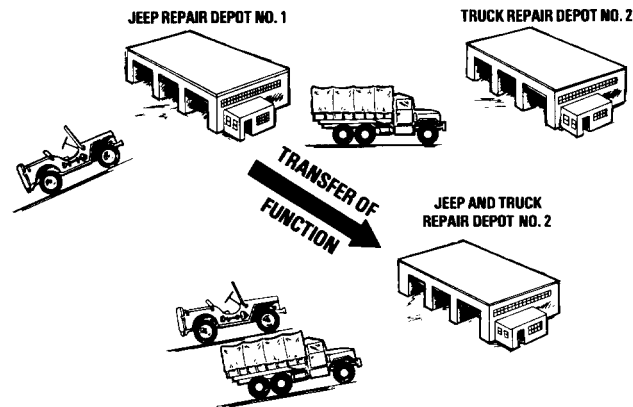 JEEP REPAIR DEPOT NO. 1
TRUCK REPAIR DEPOT NO. 2
TRANSFER OF
FUNCTION
JEEP AND TRUCK
REPAIR DEPOT NO. 2